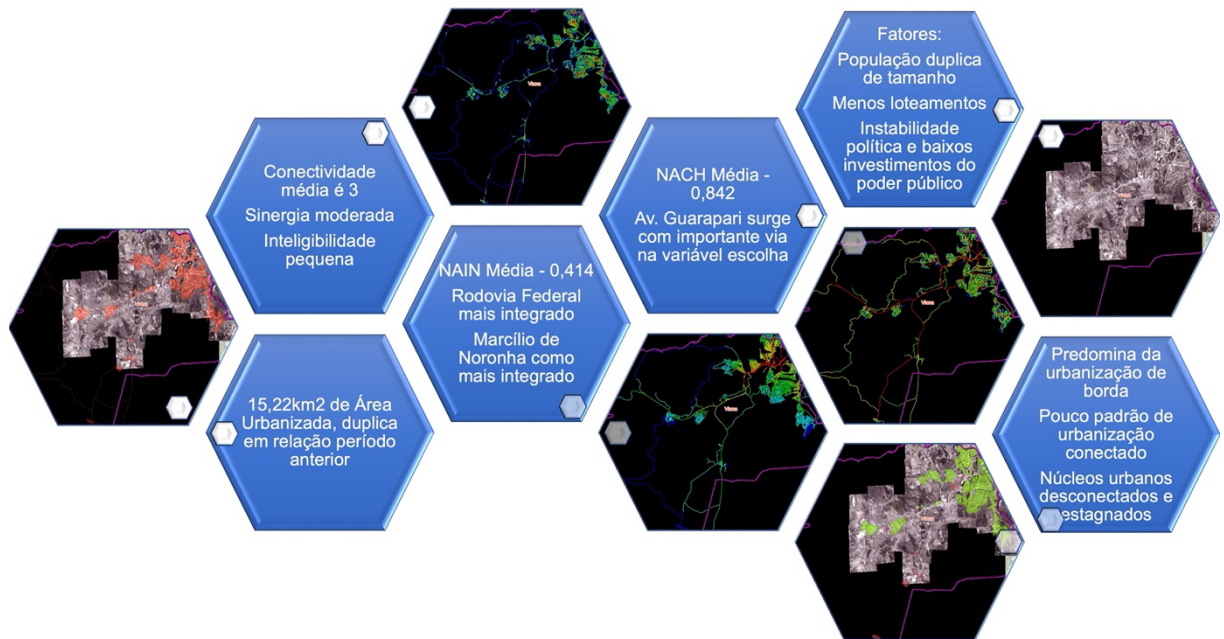 Conectividade
média é 3
Sinergia moderada
Inteligibilidade
pequena
15,22km2 de Área
Urbanizada, duplica
em relação período
anterior
NAIN Média - 0,414
Rodovia Federal
mais integrado
Marcílio de
Noronha como
mais integrado
NACH Média -
0,842
Av. Guarapari surge
com importante via
na variável escolha
Fatores:
População duplica
de tamanho
Menos loteamentos
Instabilidade
política e baixos
investimentos do
poder público
Predomina da
urbanização de
borda
Pouco padrão de
urbanização
conectado
Núcleos urbanos
desconectados e
estagnados
Viana
Viana
Viana